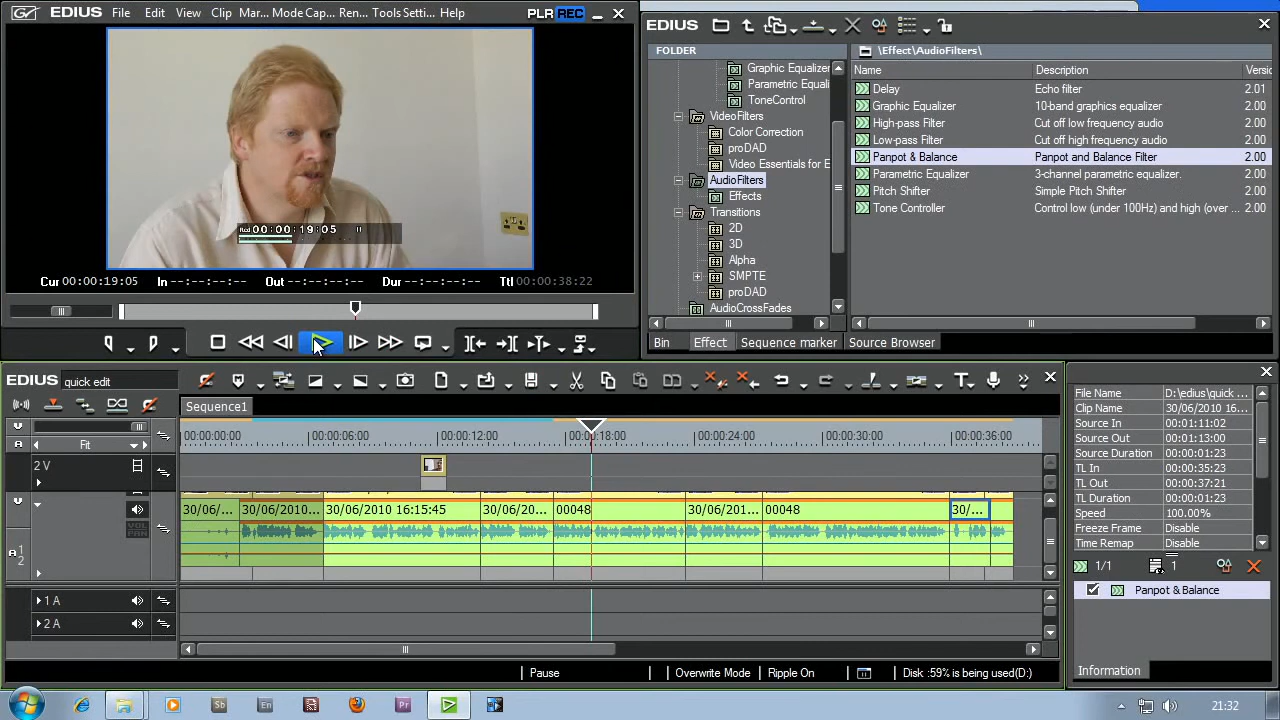 EDIUS File Edit View Clip Mar... Mode Cap... Ren... Tools Setti... Help PLR REC
Rcd 00:00:19:05
Cur 00:00:19:05 In --:--:--:-- Out --:--:--:-- Dur --:--:--:-- Ttl 00:00:38:22
EDIUS
FOLDER
Graphic Equalizer
Parametric Equali
ToneControl
VideoFilters
Color Correction
proDAD
Video Essentials for E
AudioFilters
Effects
Transitions
2D
3D
Alpha
SMPTE
proDAD
AudioCrossFades
\Effect\AudioFilters\
Name Description Versio
Delay Echo filter 2.01
Graphic Equalizer 10-band graphics equalizer 2.00
High-pass Filter Cut off low frequency audio 2.00
Low-pass Filter Cut off high frequency audio 2.00
Panpot & Balance Panpot and Balance Filter 2.00
Parametric Equalizer 3-channel parametric equalizer. 2.00
Pitch Shifter Simple Pitch Shifter 2.00
Tone Controller Control low (under 100Hz) and high (over ... 2.00
Bin Effect Sequence marker Source Browser
EDIUS quick edit
Sequence1
Fit
00:00:00:00 00:00:06:00 00:00:12:00 00:00:18:00 00:00:24:00 00:00:30:00 00:00:36:00
2 V
30/06/... 30/06/2010... 30/06/2010 16:15:45 30/06/20... 00048 30/06/201... 00048 30/...
VOL
PAN
A 1
2
1 A
2 A
Pause Overwrite Mode Ripple On Disk :59% is being used(D:)
File Name D:\edius\quick ...
Clip Name 30/06/2010 16...
Source In 00:01:11:02
Source Out 00:01:13:00
Source Duration 00:00:01:23
TL In 00:00:35:23
TL Out 00:00:37:21
TL Duration 00:00:01:23
Speed 100.00%
Freeze Frame Disable
Time Remap Disable
1/1 1
Panpot & Balance
Information
Sb En Pr 21:32